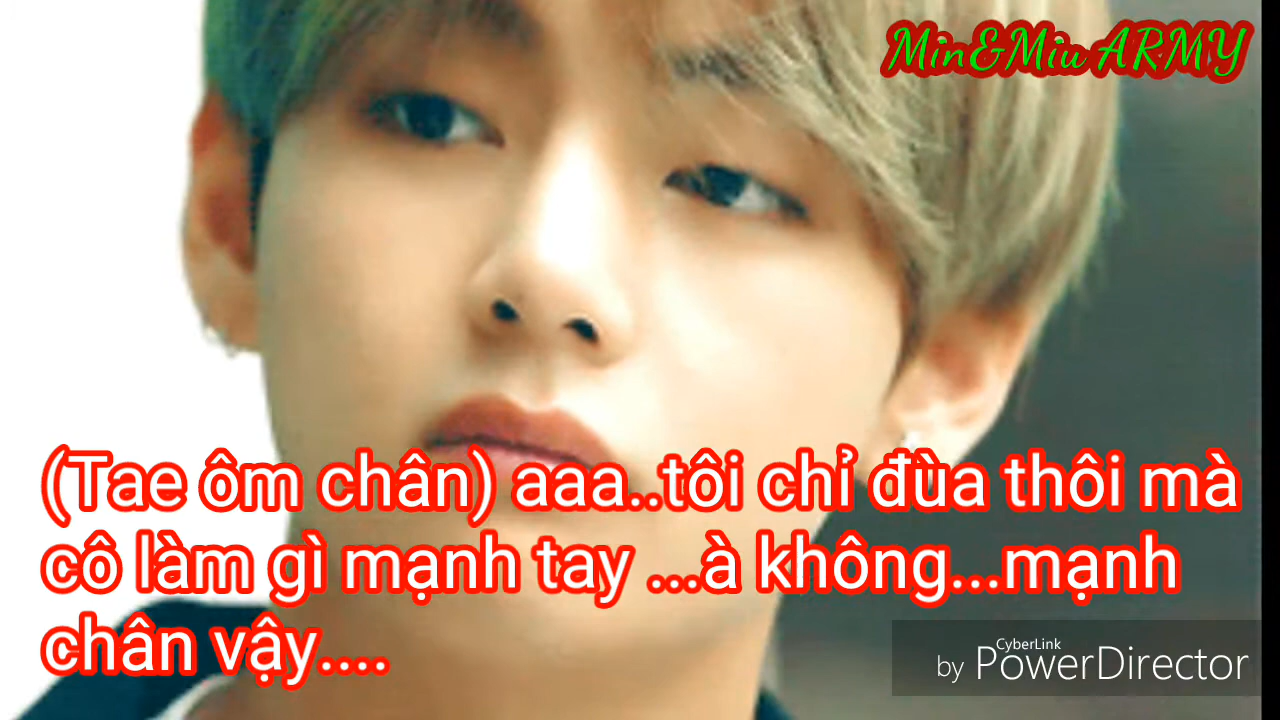 Min&Miu ARMY
(Tae ôm chân) aaa..tôi chỉ đùa thôi mà
cô làm gì mạnh tay ...à không...mạnh
chân vậy....
CyberLink
by PowerDirector